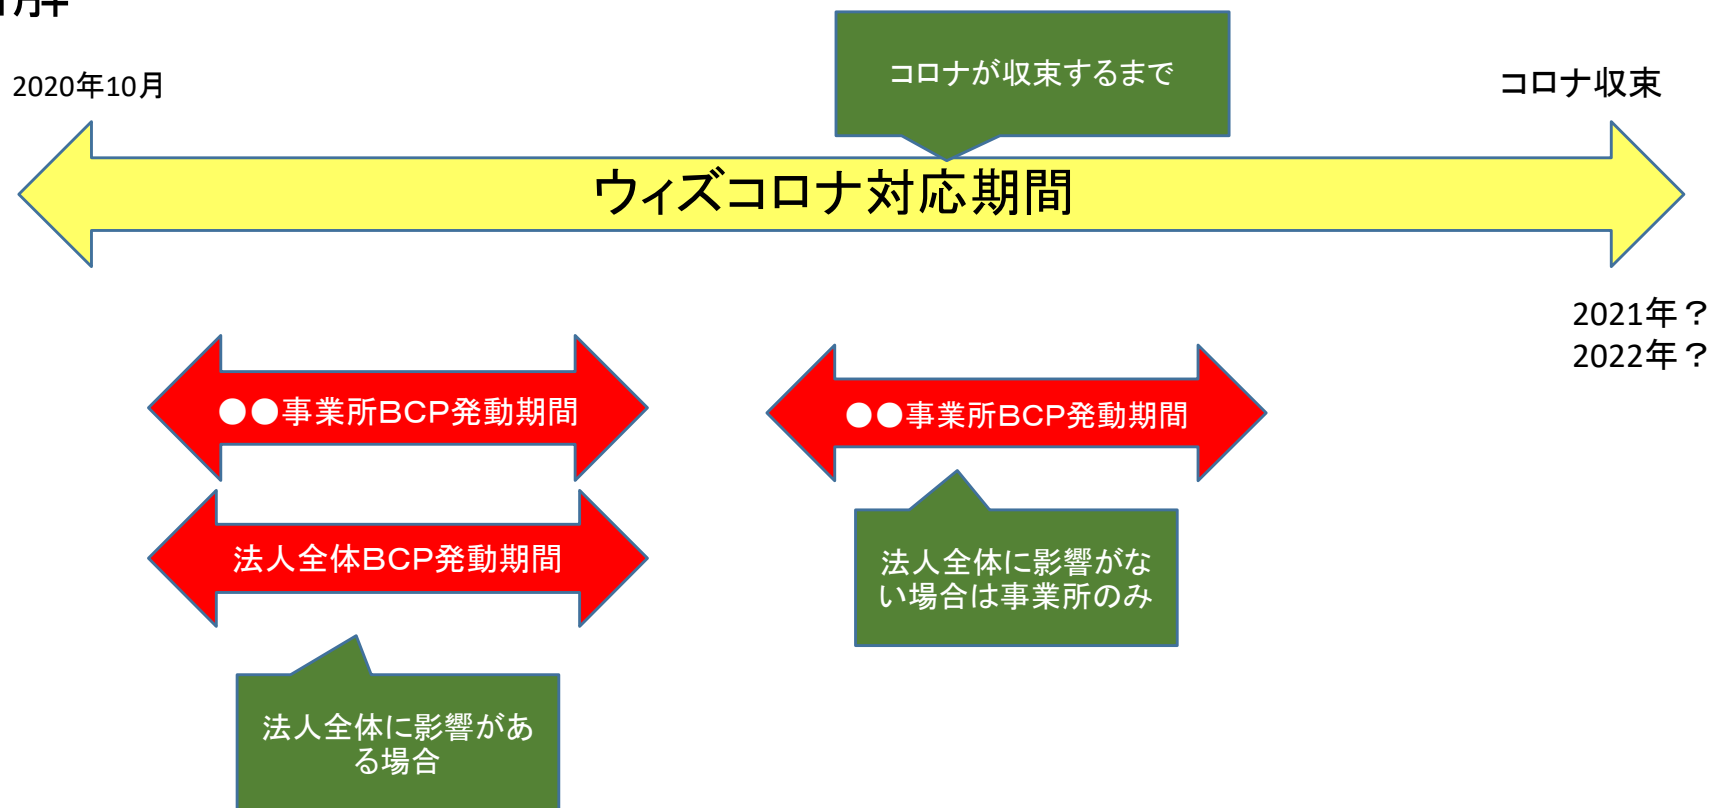 2020年10月
コロナが収束するまで
コロナ収束
ウィズコロナ対応期間
2021年？
2022年？
●●事業所BCP発動期間
●●事業所BCP発動期間
法人全体BCP発動期間
法人全体に影響がな
い場合は事業所のみ
法人全体に影響があ
る場合